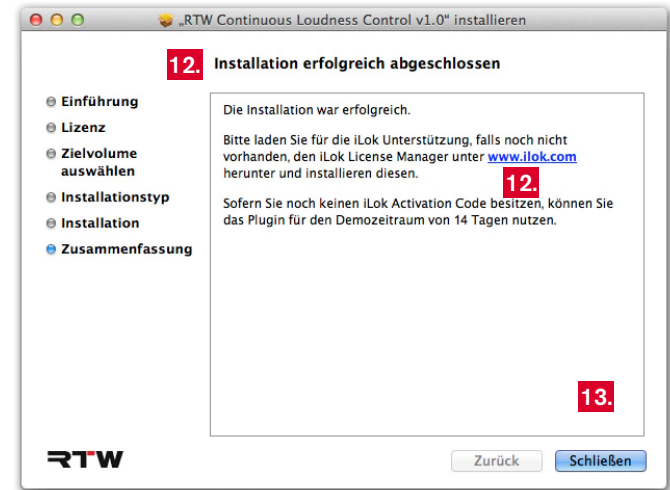 „RTW Continuous Loudness Control v1.0“ installieren
12. Installation erfolgreich abgeschlossen
Einführung
Lizenz
Zielvolume
auswählen
Installationstyp
Installation
Zusammenfassung
Die Installation war erfolgreich.
Bitte laden Sie für die iLok Unterstützung, falls noch nicht
vorhanden, den iLok License Manager unter www.ilok.com
herunter und installieren diesen.
12.
Sofern Sie noch keinen iLok Activation Code besitzen, können Sie
das Plugin für den Demozeitraum von 14 Tagen nutzen.
13.
RTW
Zurück
Schließen